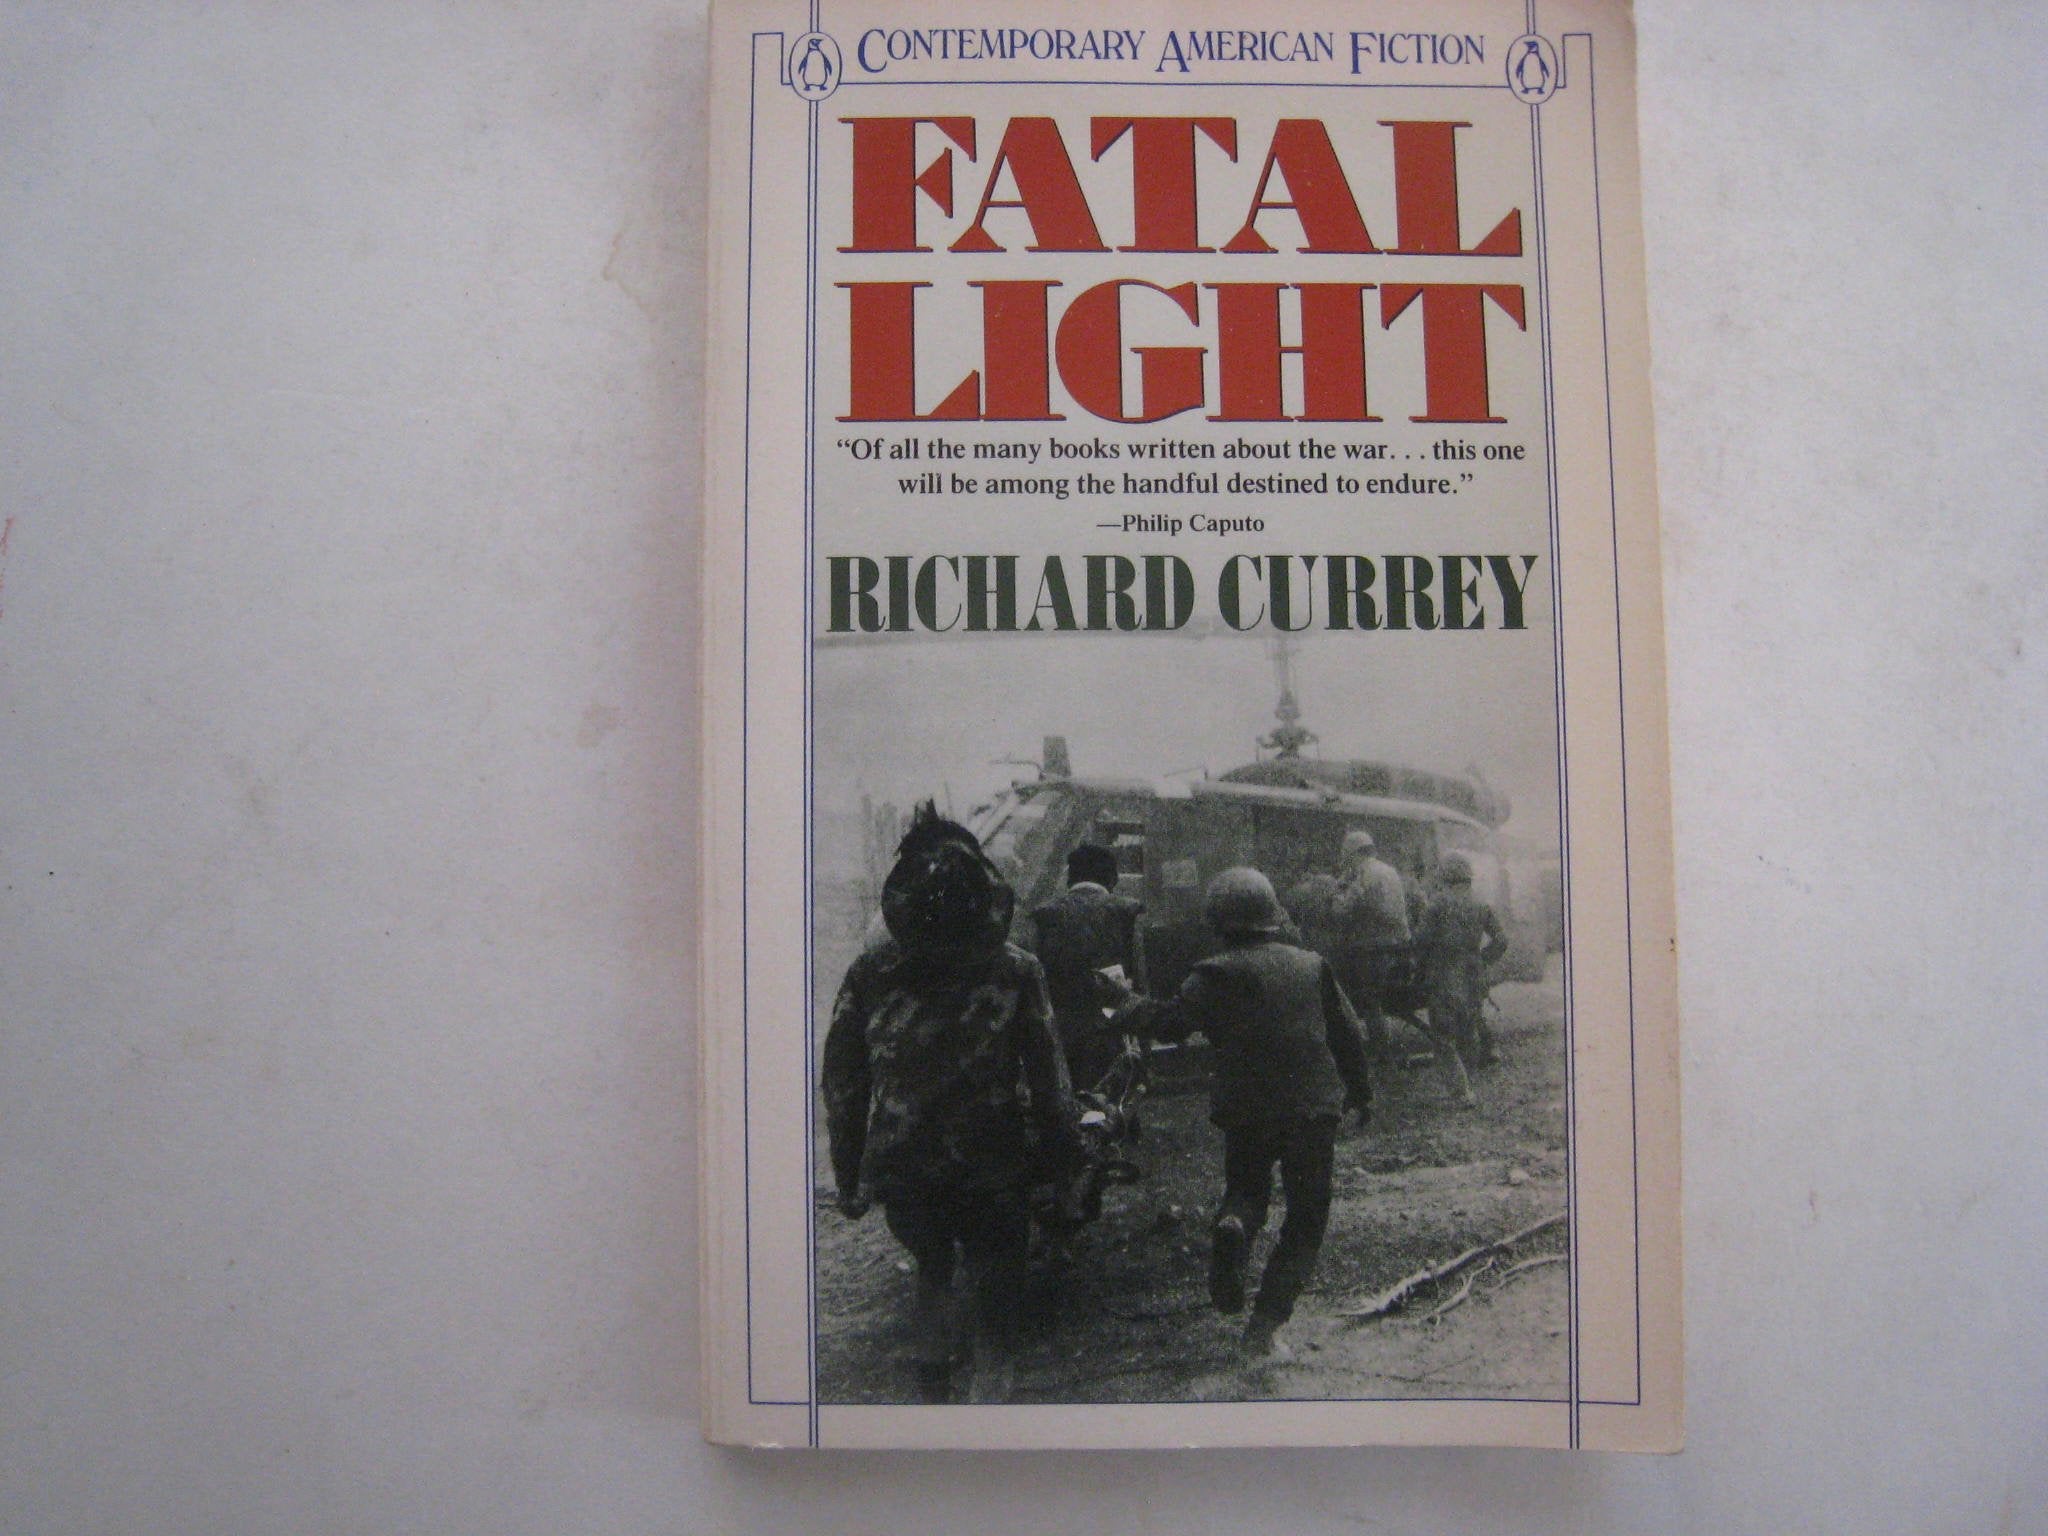 CONTEMPORARY AMERICAN FICTION
FATAL
LIGHT
“Of all the many books written about the war. . . this one
will be among the handful destined to endure.”
—Philip Caputo
RICHARD CURREY